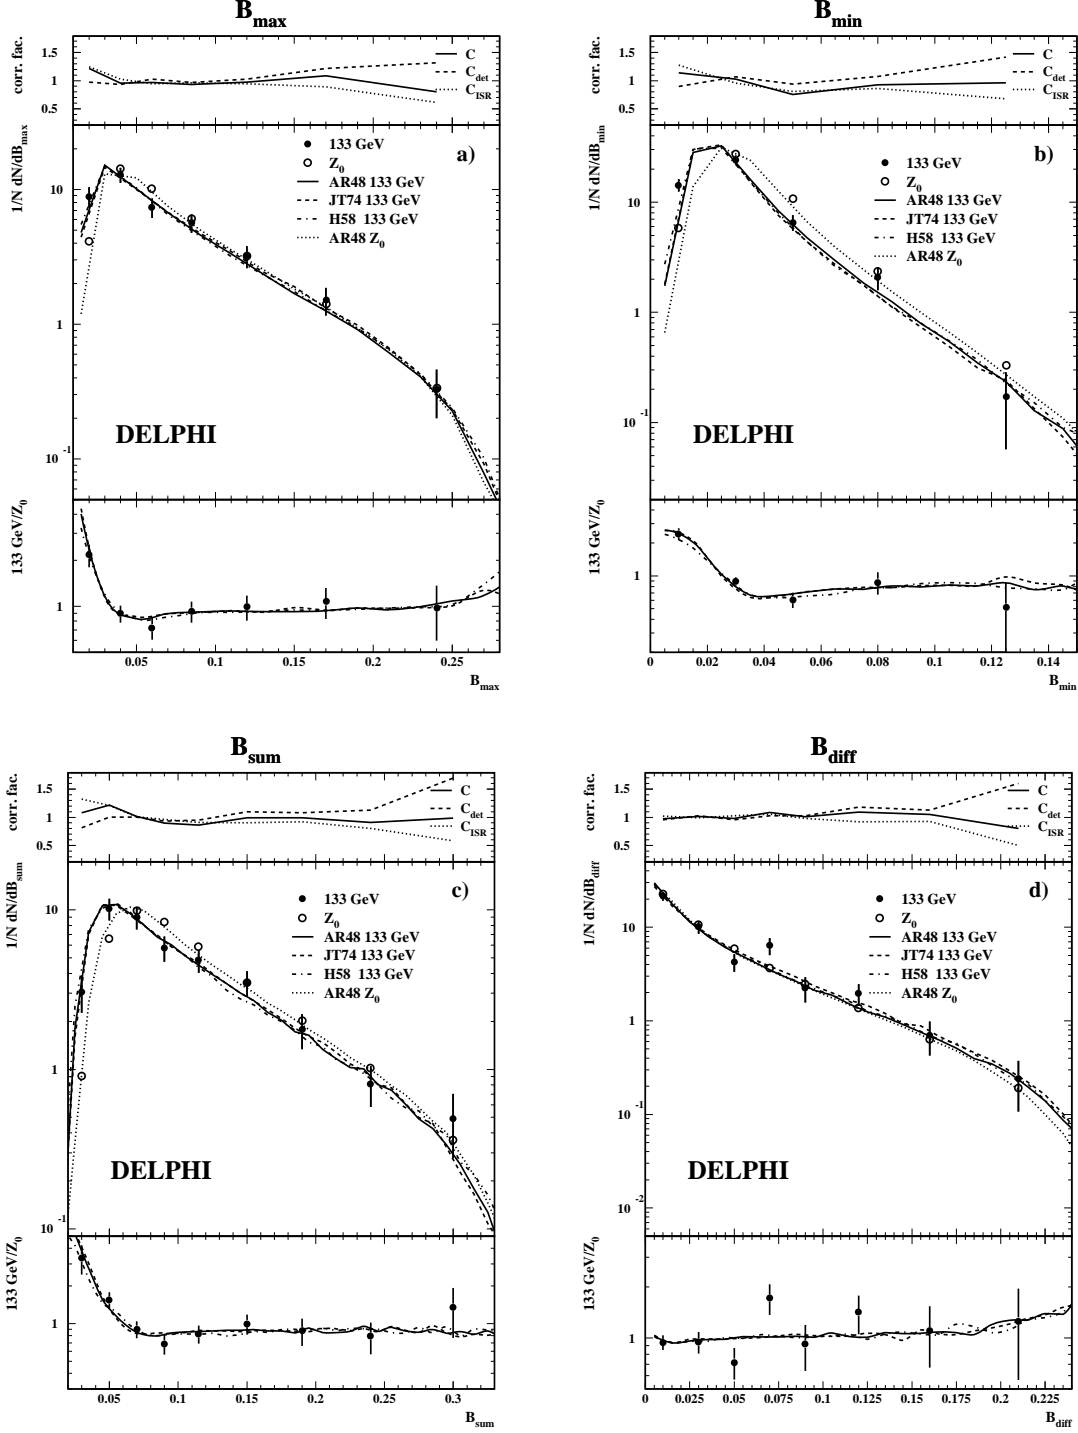 B_max
corr. fac.
1.5
1
0.5
C
C_det
C_ISR
1/N dN/dB_max
10
1
10^-1
a)
133 GeV
Z_0
AR48 133 GeV
JT74 133 GeV
H58 133 GeV
AR48 Z_0
DELPHI
133 GeV/Z_0
1
0.05
0.1
0.15
0.2
0.25
B_max
B_min
corr. fac.
1.5
1
0.5
C
C_det
C_ISR
1/N dN/dB_min
10
1
10^-1
b)
133 GeV
Z_0
AR48 133 GeV
JT74 133 GeV
H58 133 GeV
AR48 Z_0
DELPHI
133 GeV/Z_0
1
0
0.02
0.04
0.06
0.08
0.1
0.12
0.14
B_min
B_sum
corr. fac.
1.5
1
0.5
C
C_det
C_ISR
1/N dN/dB_sum
10
1
10^-1
c)
133 GeV
Z_0
AR48 133 GeV
JT74 133 GeV
H58 133 GeV
AR48 Z_0
DELPHI
133 GeV/Z_0
1
0.05
0.1
0.15
0.2
0.25
0.3
B_sum
B_diff
corr. fac.
1.5
1
0.5
C
C_det
C_ISR
1/N dN/dB_diff
10
1
10^-1
10^-2
d)
133 GeV
Z_0
AR48 133 GeV
JT74 133 GeV
H58 133 GeV
AR48 Z_0
DELPHI
133 GeV/Z_0
1
0
0.025
0.05
0.075
0.1
0.125
0.15
0.175
0.2
0.225
B_diff